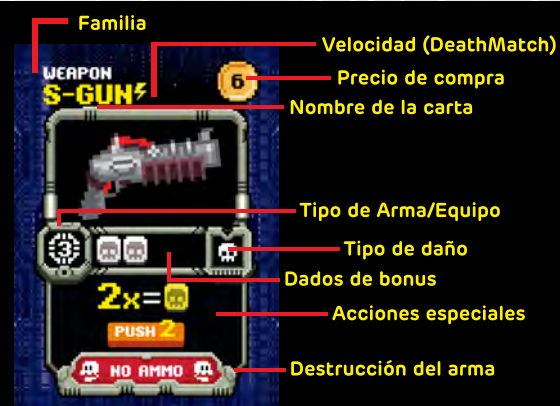 Familia
Velocidad (DeathMatch)
WEAPON
S-GUN
6
Precio de compra
Nombre de la carta
Tipo de Arma/Equipo
3
Tipo de daño
Dados de bonus
2x=
Acciones especiales
PUSH 2
NO AMMO
Destrucción del arma